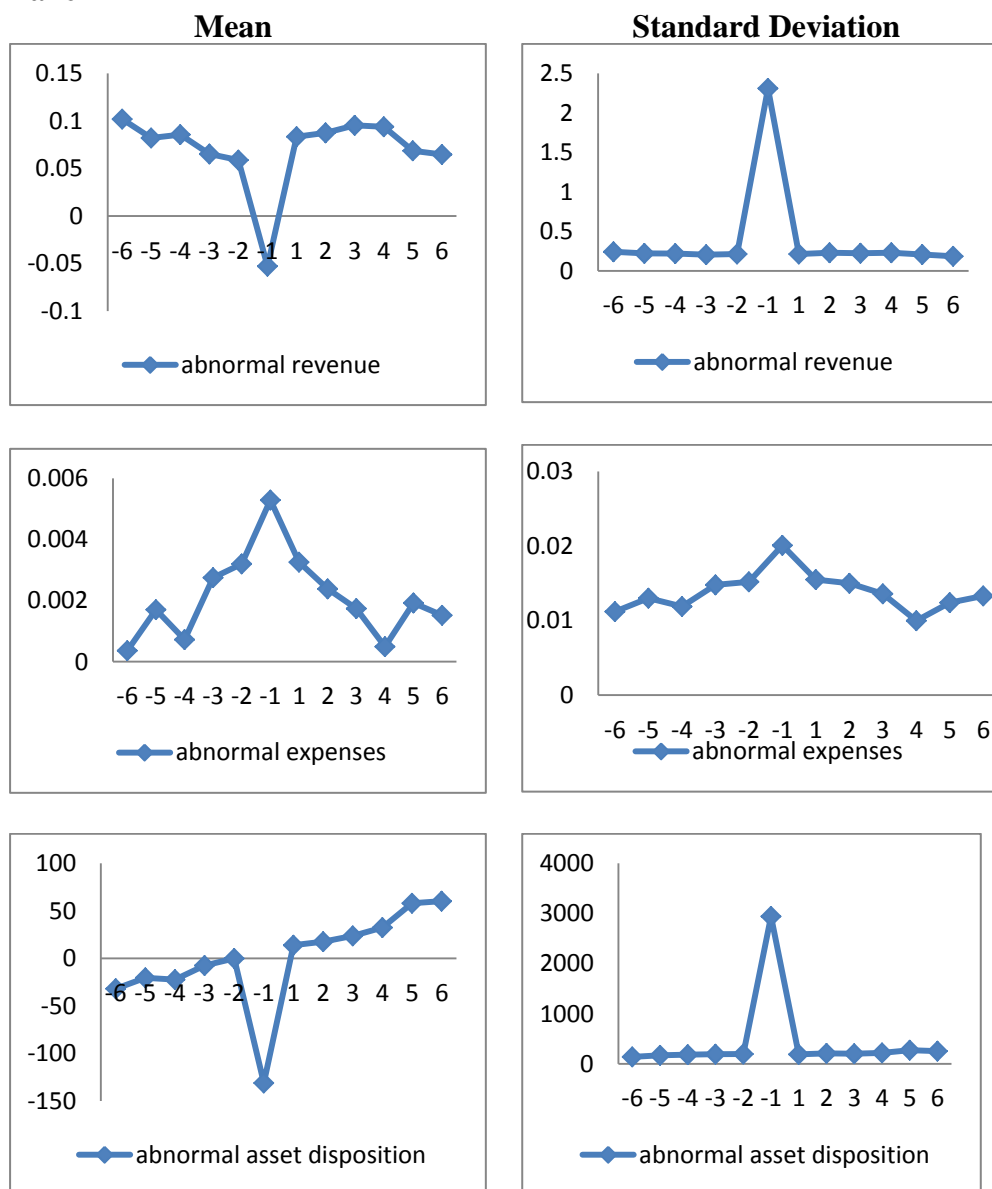 Mean
Standard Deviation
0.15
0.1
0.05
0
-0.05
-0.1
-6 -5 -4 -3 -2 -1 1 2 3 4 5 6
abnormal revenue
2.5
2
1.5
1
0.5
0
-6 -5 -4 -3 -2 -1 1 2 3 4 5 6
abnormal revenue
0.006
0.004
0.002
0
-6 -5 -4 -3 -2 -1 1 2 3 4 5 6
abnormal expenses
0.03
0.02
0.01
0
-6 -5 -4 -3 -2 -1 1 2 3 4 5 6
abnormal expenses
100
50
0
-50
-100
-150
-6 -5 -4 -3 -2 -1 1 2 3 4 5 6
abnormal asset disposition
4000
3000
2000
1000
0
-6 -5 -4 -3 -2 -1 1 2 3 4 5 6
abnormal asset disposition